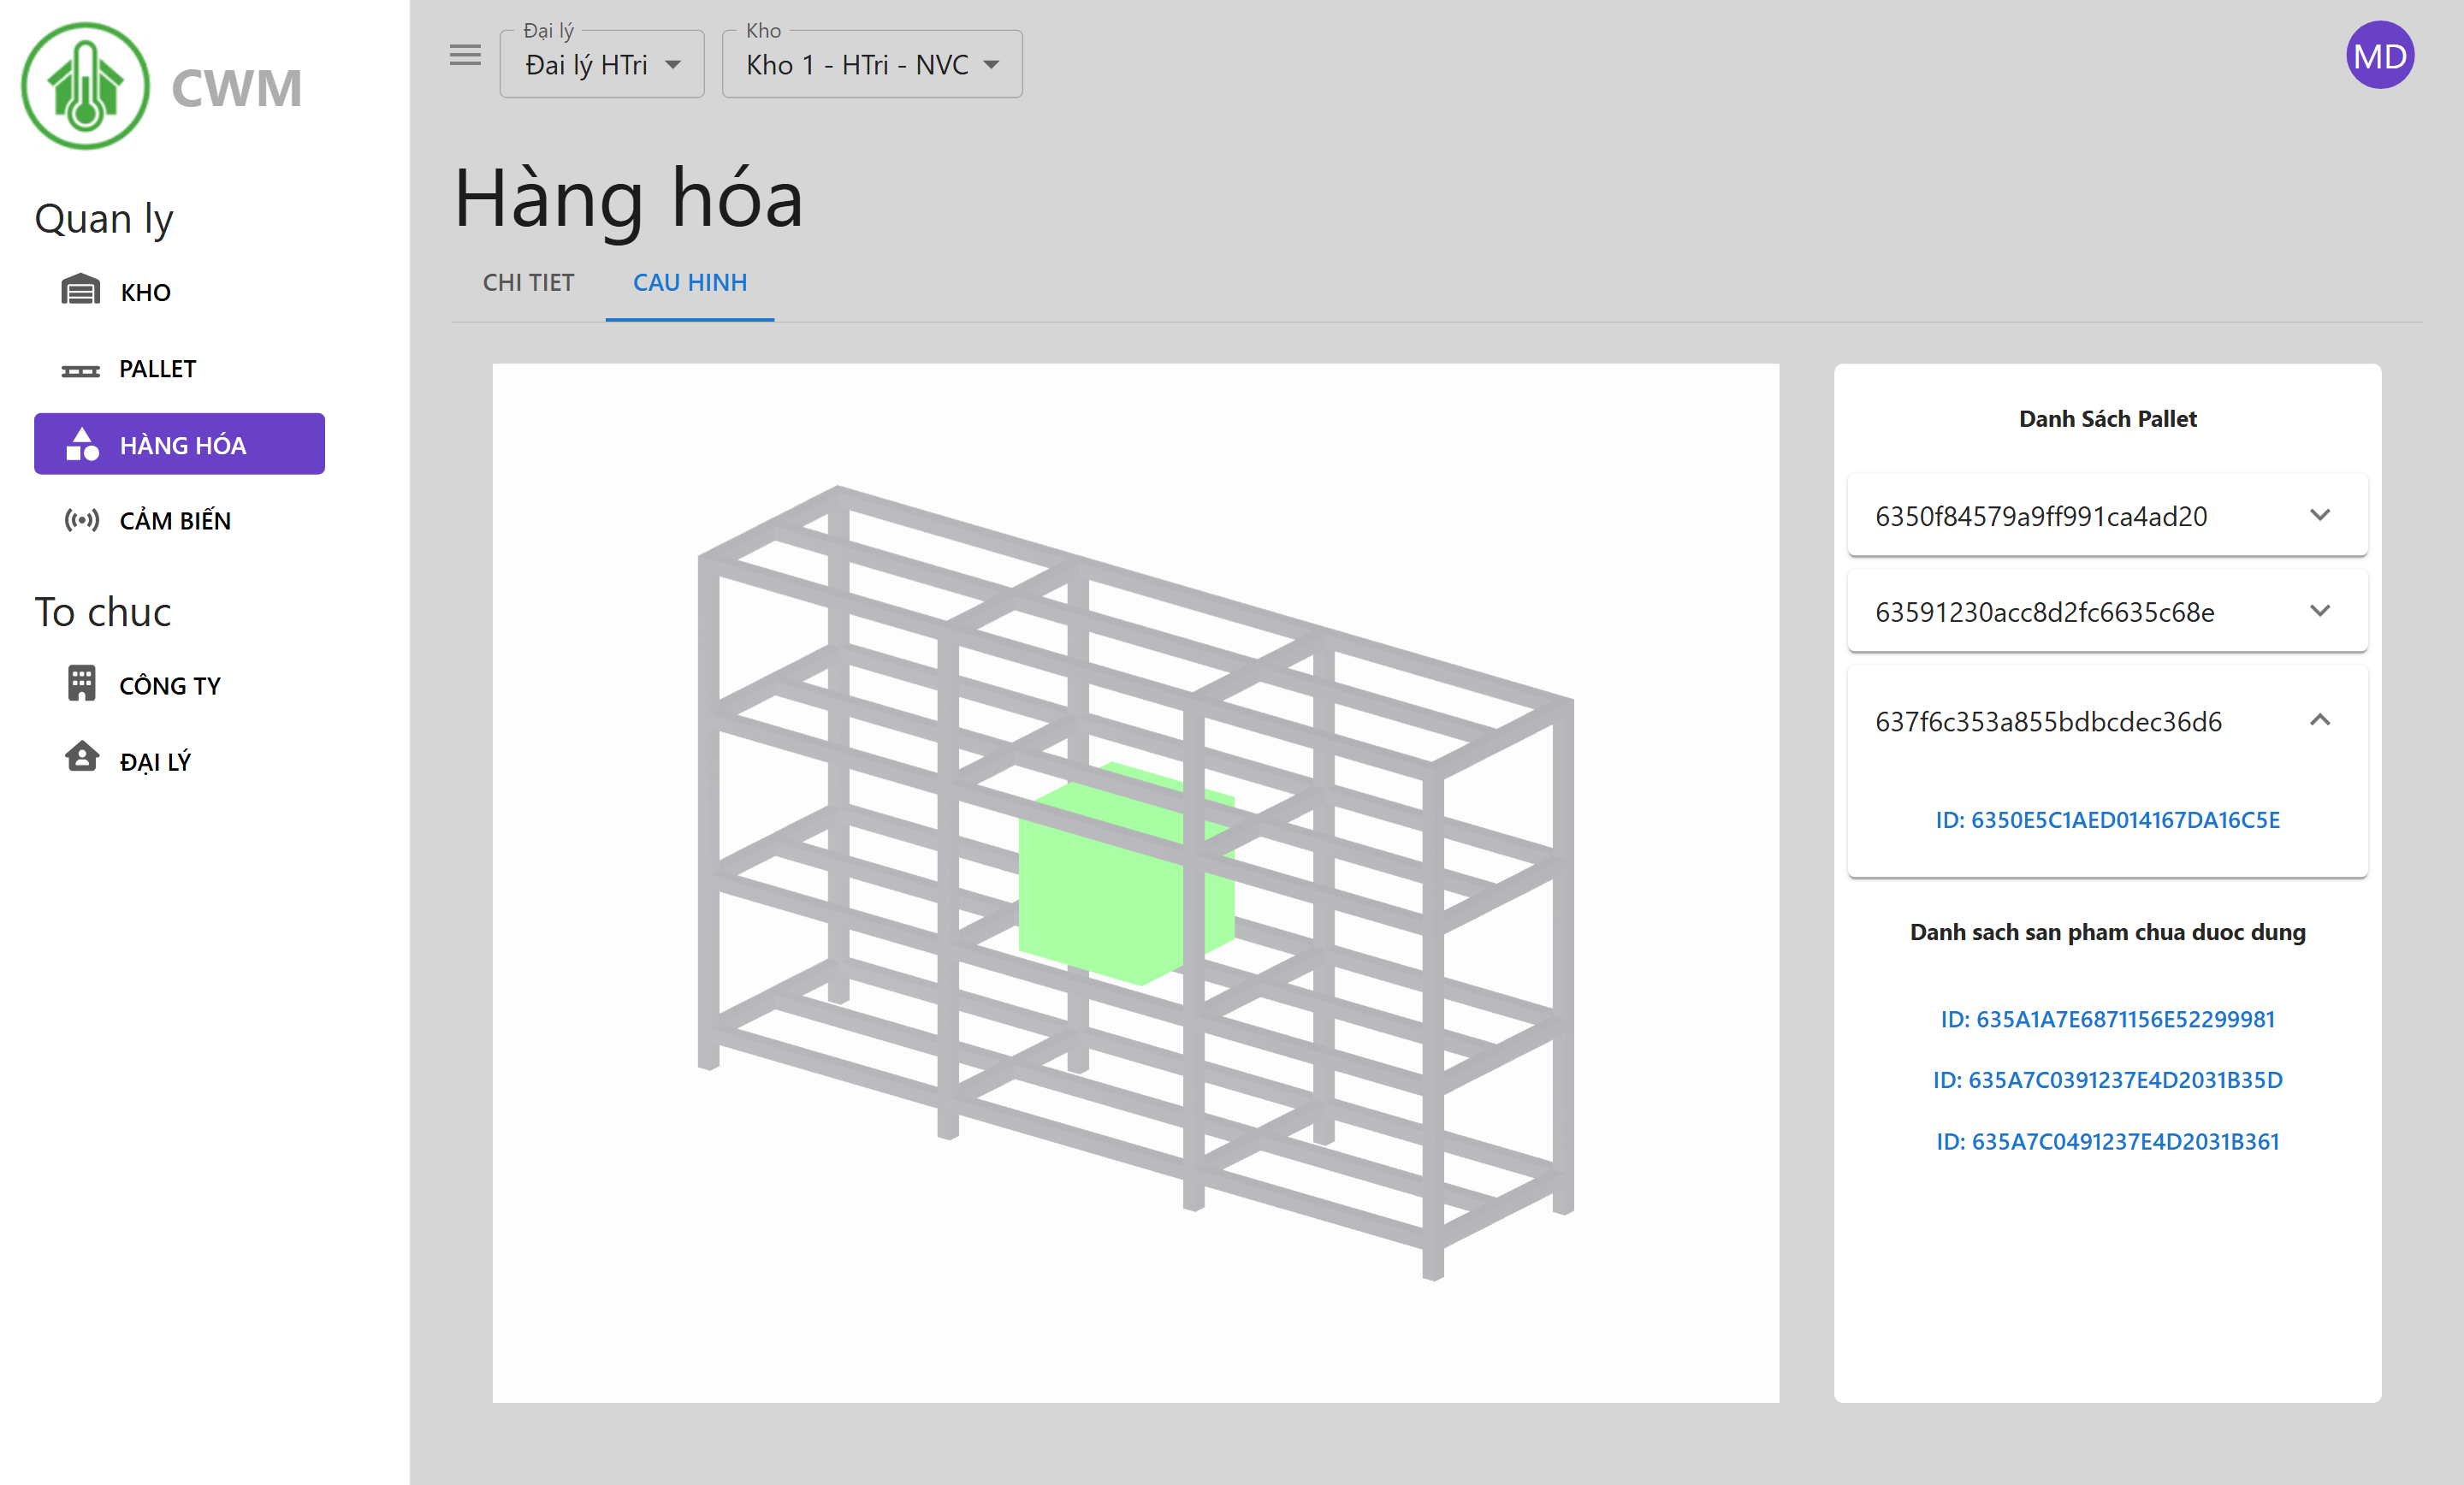 CWM
Quan ly
KHO
PALLET
HÀNG HÓA
CẢM BIẾN
To chuc
CÔNG TY
ĐẠI LÝ
Đại lý
Đai lý HTri
Kho
Kho 1 - HTri - NVC
MD
Hàng hóa
CHI TIET
CAU HINH
Danh Sách Pallet
6350f84579a9ff991ca4ad20
63591230acc8d2fc6635c68e
637f6c353a855bdbcdec36d6
ID: 6350E5C1AED014167DA16C5E
Danh sach san pham chua duoc dung
ID: 635A1A7E6871156E52299981
ID: 635A7C0391237E4D2031B35D
ID: 635A7C0491237E4D2031B361